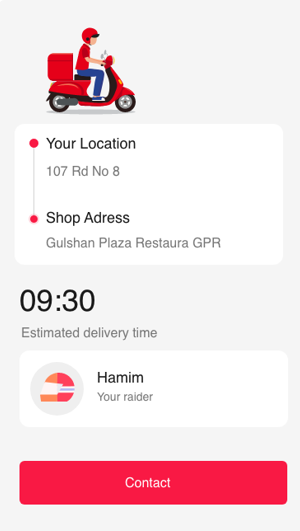 Your Location
107 Rd No 8
Shop Adress
Gulshan Plaza Restaura GPR
09:30
Estimated delivery time
Hamim
Your raider
Contact